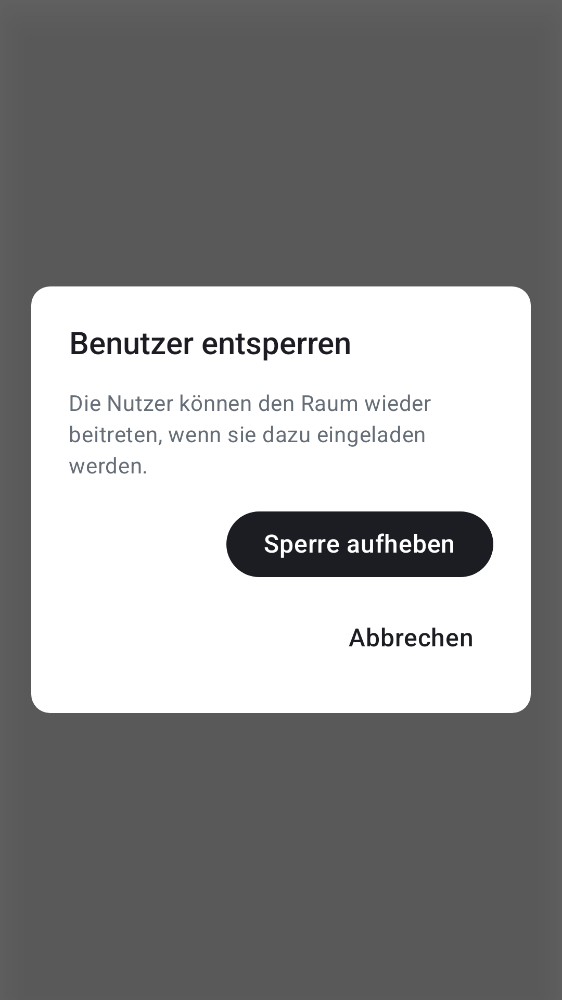 Benutzer entsperren
Die Nutzer können den Raum wieder
beitreten, wenn sie dazu eingeladen
werden.
Sperre aufheben
Abbrechen